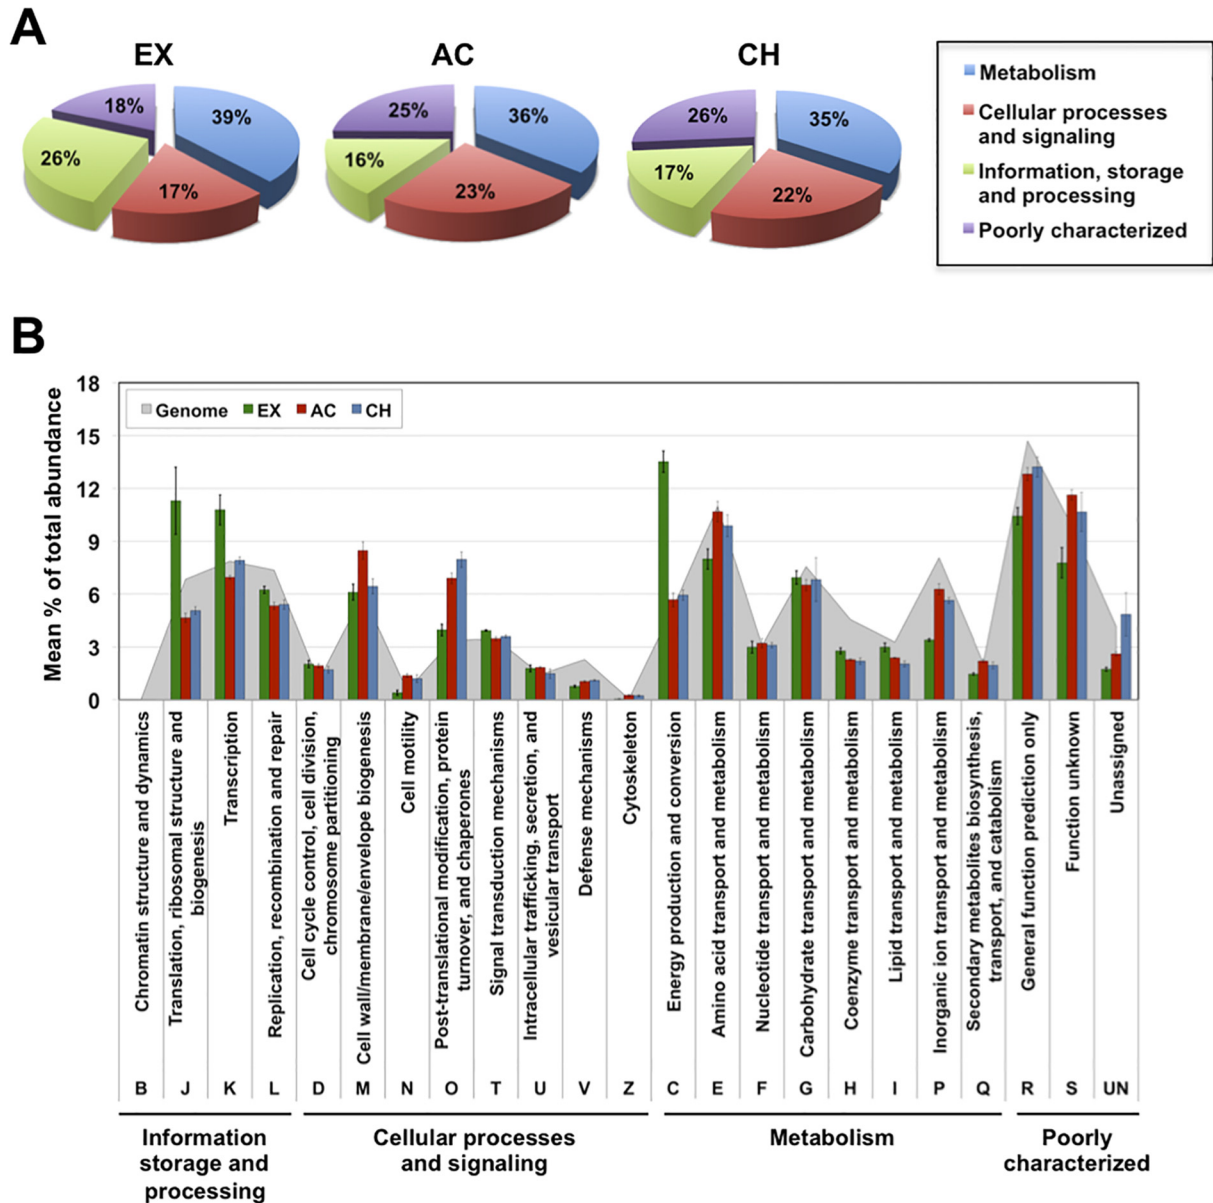 A
EX
AC
CH
18%
39%
26%
17%
25%
36%
16%
23%
26%
35%
17%
22%
Metabolism
Cellular processes
and signaling
Information, storage
and processing
Poorly characterized
B
Mean % of total abundance
18
15
12
9
6
3
0
Genome EX AC CH
Chromatin structure and dynamics
Translation, ribosomal structure and
biogenesis
Transcription
Replication, recombination and repair
Cell cycle control, cell division,
chromosome partitioning
Cell wall/membrane/envelope biogenesis
Cell motility
Post-translational modification, protein
turnover, and chaperones
Signal transduction mechanisms
Intracellular trafficking, secretion, and
vesicular transport
Defense mechanisms
Cytoskeleton
Energy production and conversion
Amino acid transport and metabolism
Nucleotide transport and metabolism
Carbohydrate transport and metabolism
Coenzyme transport and metabolism
Lipid transport and metabolism
Inorganic ion transport and metabolism
Secondary metabolites biosynthesis,
transport, and catabolism
General function prediction only
Function unknown
Unassigned
B J K L D M N O T U V Z C E F G H I P Q R S UN
Information
storage and
processing
Cellular processes
and signaling
Metabolism
Poorly
characterized